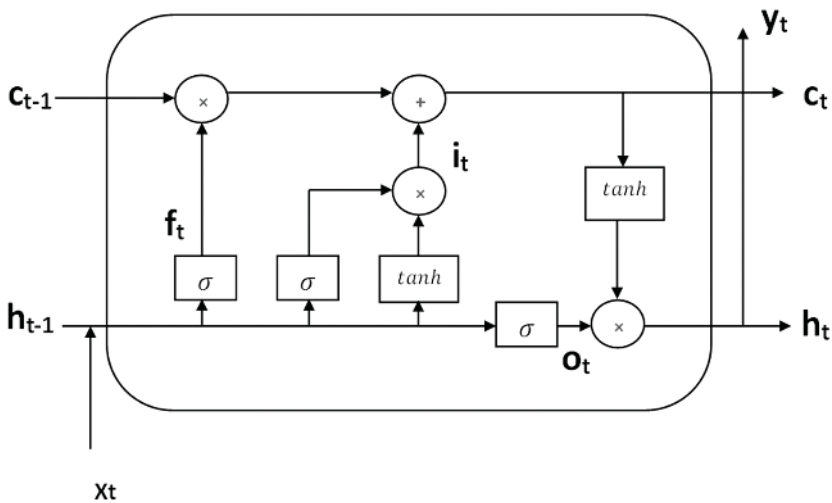 yt
ct-1 × + ct
it
× tanh
ft
σ σ tanh
ht-1 σ × ht
ot
xt